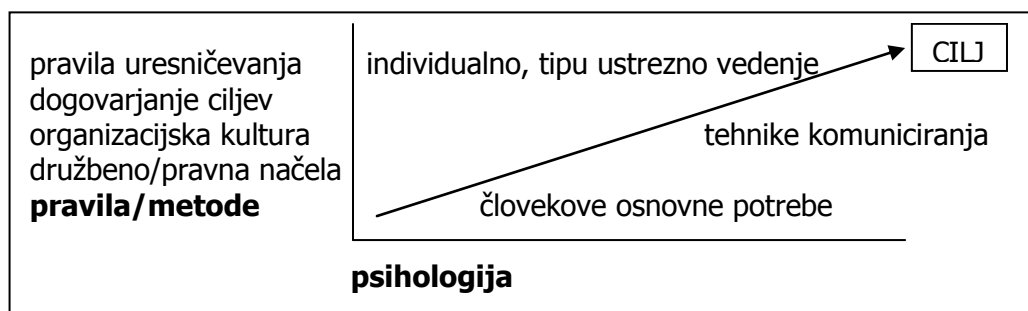 pravila uresničevanja
dogovarjanje ciljev
organizacijska kultura
družbeno/pravna načela
pravila/metode
individualno, tipu ustrezno vedenje
CILJ
tehnike komuniciranja
človekove osnovne potrebe
psihologija